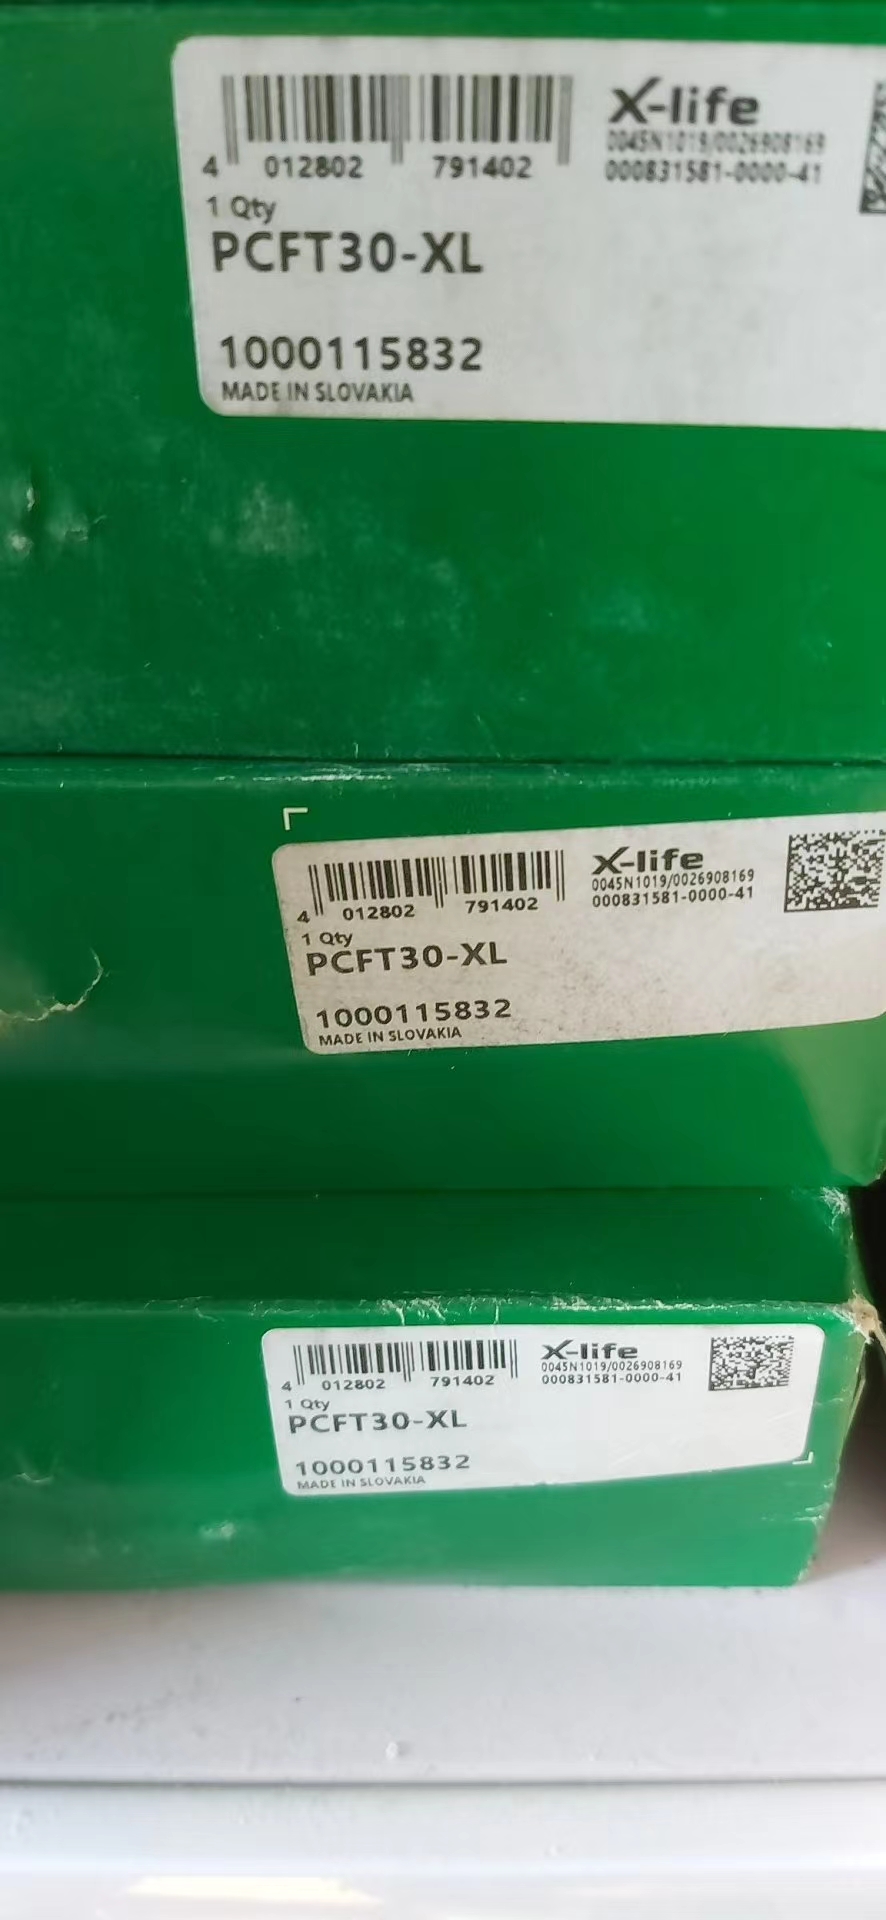 X-life
0045N1019/0026908169
000831581-0000-41
4 012802 791402
1 Qty
PCFT30-XL
1000115832
MADE IN SLOVAKIA
X-life
0045N1019/0026908169
000831581-0000-41
4 012802 791402
1 Qty
PCFT30-XL
1000115832
MADE IN SLOVAKIA
X-life
0045N1019/0026908169
000831581-0000-41
4 012802 791402
1 Qty
PCFT30-XL
1000115832
MADE IN SLOVAKIA